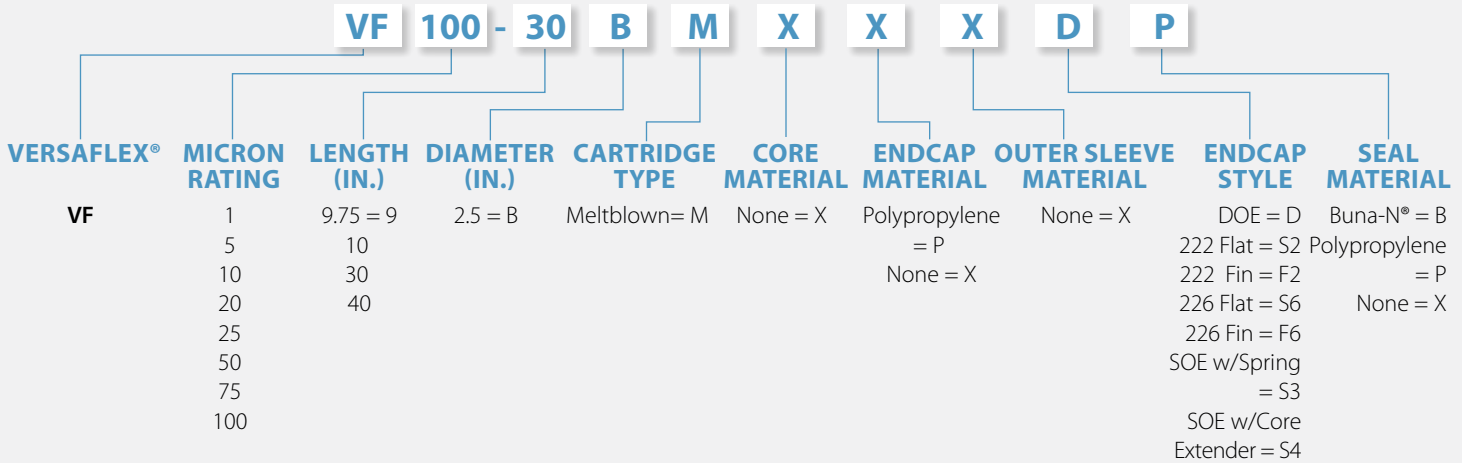 VF 100 - 30 B M X X X D P
VERSAFLEX® MICRON LENGTH DIAMETER CARTRIDGE CORE ENDCAP OUTER SLEEVE ENDCAP SEAL
RATING (IN.) (IN.) TYPE MATERIAL MATERIAL MATERIAL STYLE MATERIAL
VF 1 9.75 = 9 2.5 = B Meltblown= M None = X Polypropylene None = X DOE = D Buna-N® = B
5 10 = P 222 Flat = S2 Polypropylene
10 30 None = X 222 Fin = F2 = P
20 40 226 Flat = S6 None = X
25 226 Fin = F6
50 SOE w/Spring
75 = S3
100 SOE w/Core
Extender = S4